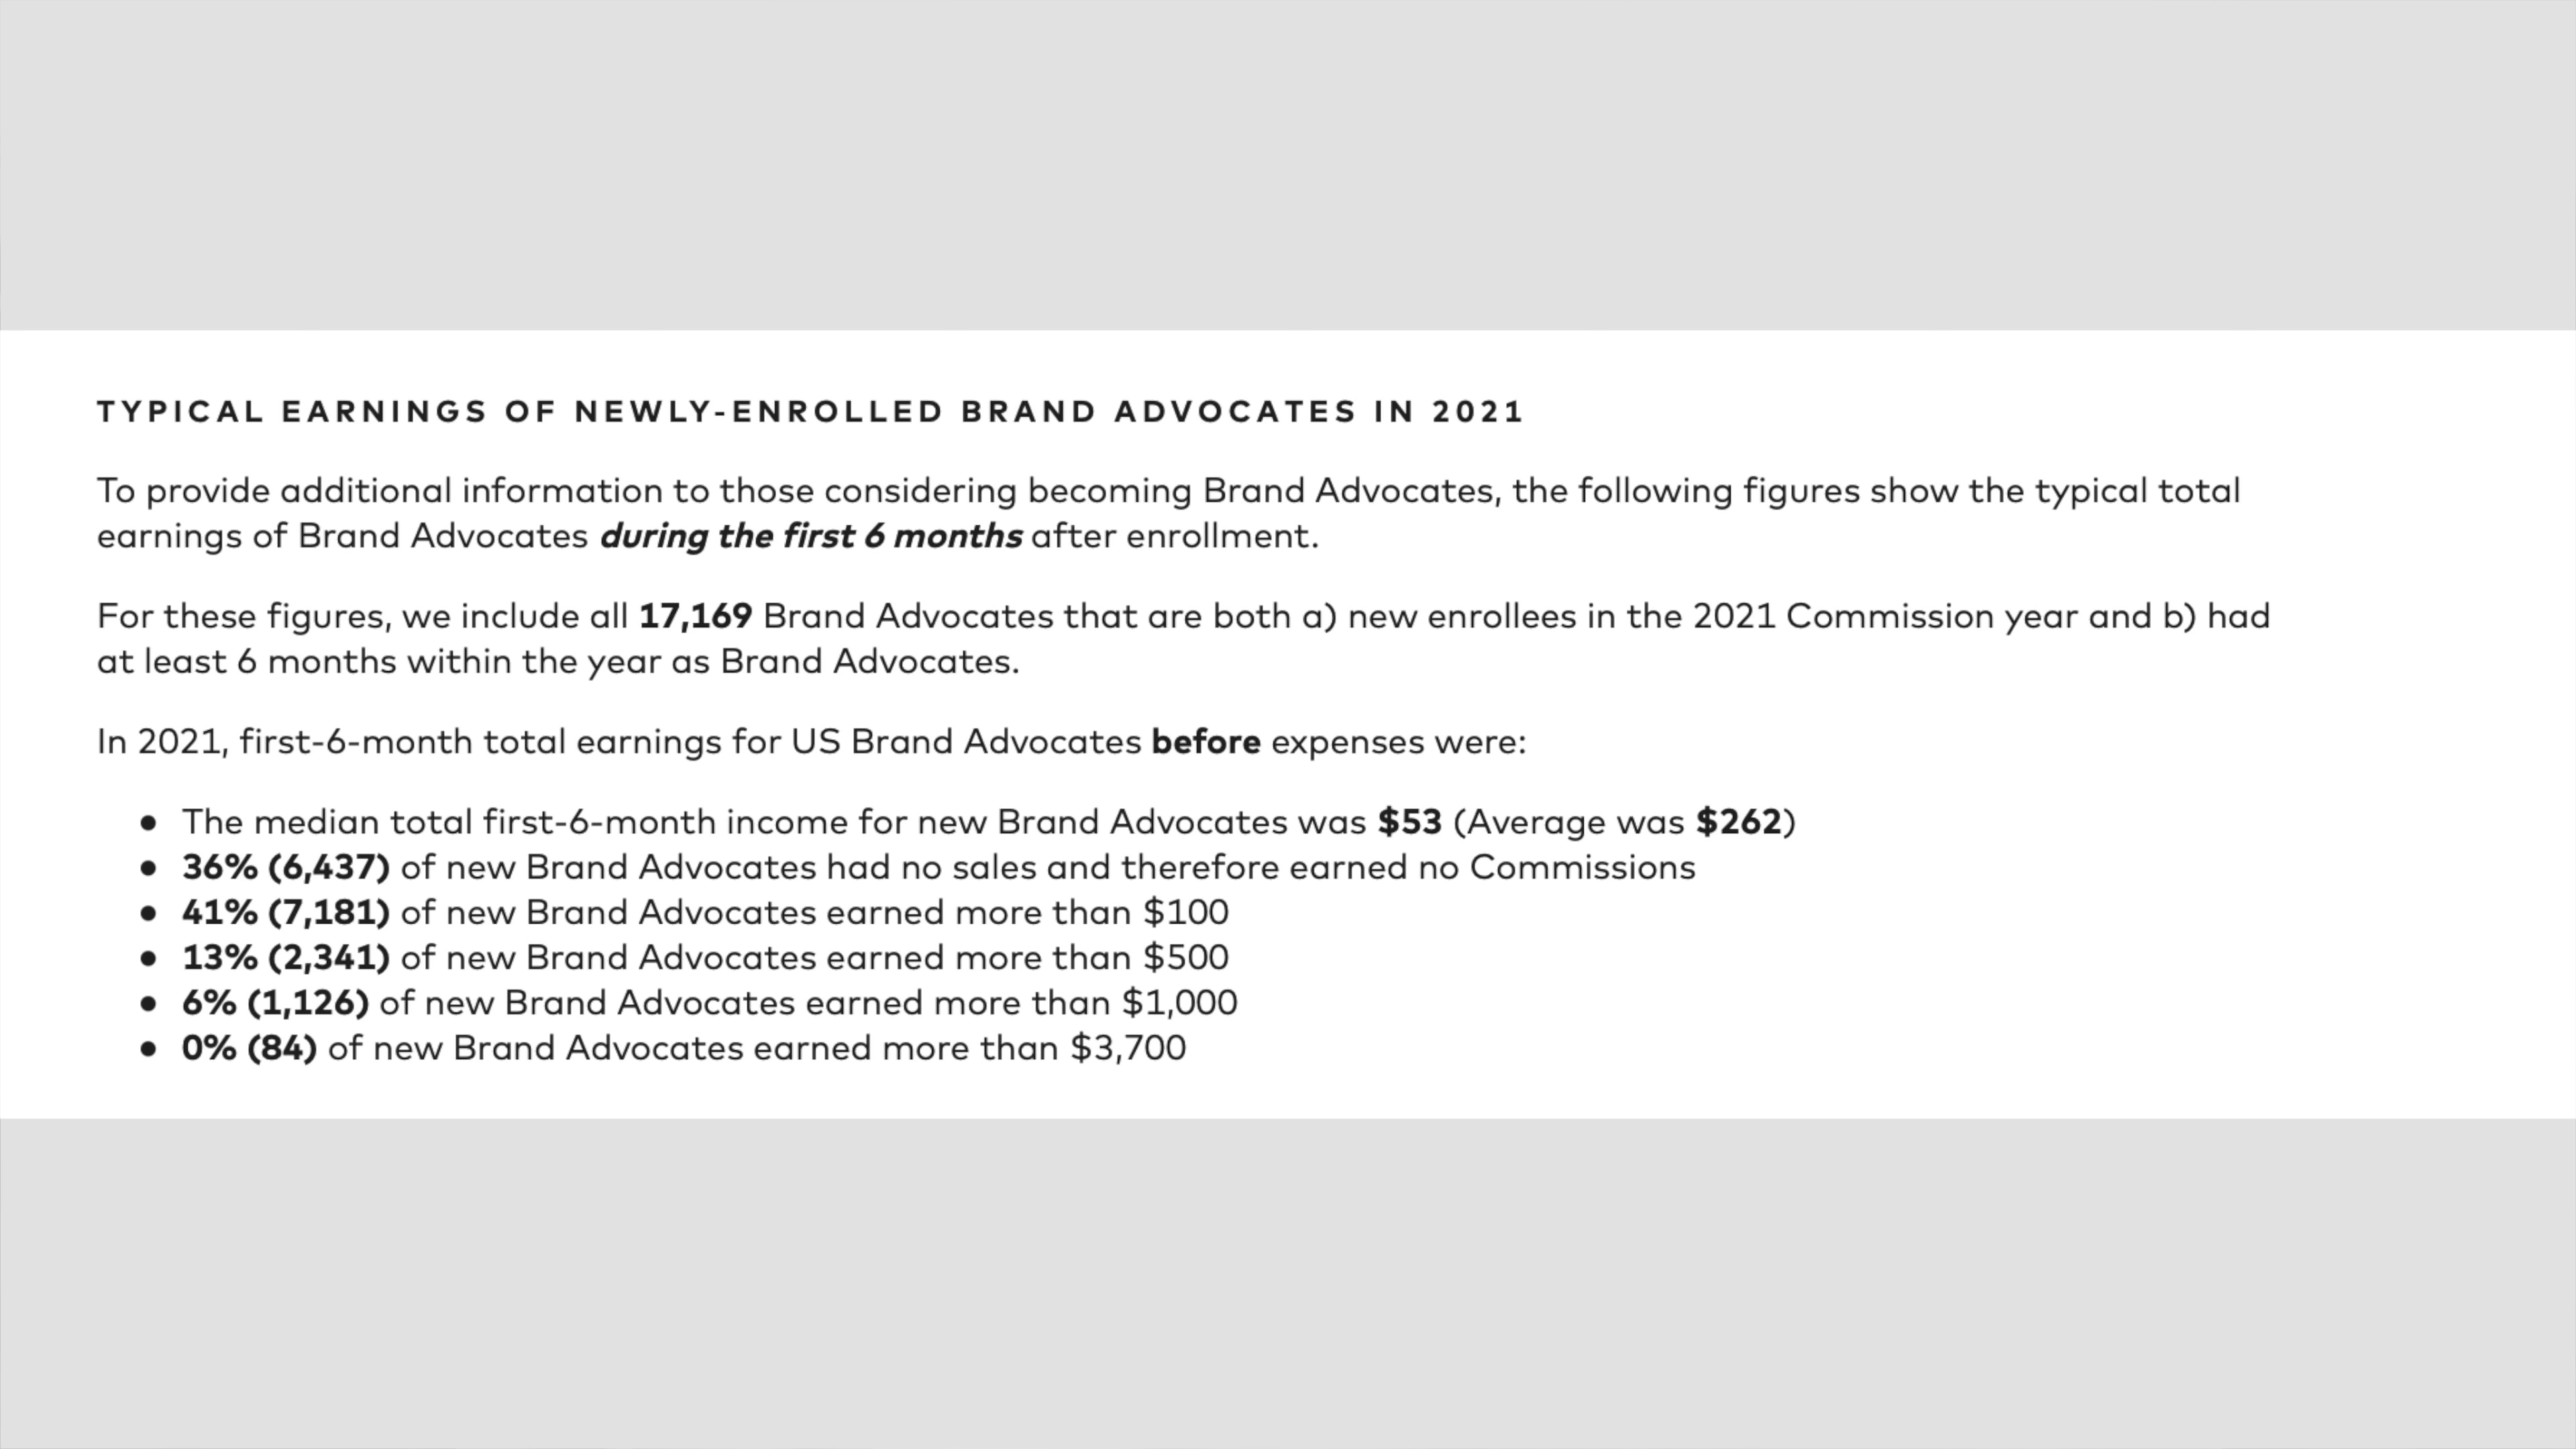 TYPICAL EARNINGS OF NEWLY-ENROLLED BRAND ADVOCATES IN 2021
To provide additional information to those considering becoming Brand Advocates, the following figures show the typical total
earnings of Brand Advocates during the first 6 months after enrollment.
For these figures, we include all 17,169 Brand Advocates that are both a) new enrollees in the 2021 Commission year and b) had
at least 6 months within the year as Brand Advocates.
In 2021, first-6-month total earnings for US Brand Advocates before expenses were:
• The median total first-6-month income for new Brand Advocates was $53 (Average was $262)
• 36% (6,437) of new Brand Advocates had no sales and therefore earned no Commissions
• 41% (7,181) of new Brand Advocates earned more than $100
• 13% (2,341) of new Brand Advocates earned more than $500
• 6% (1,126) of new Brand Advocates earned more than $1,000
• 0% (84) of new Brand Advocates earned more than $3,700